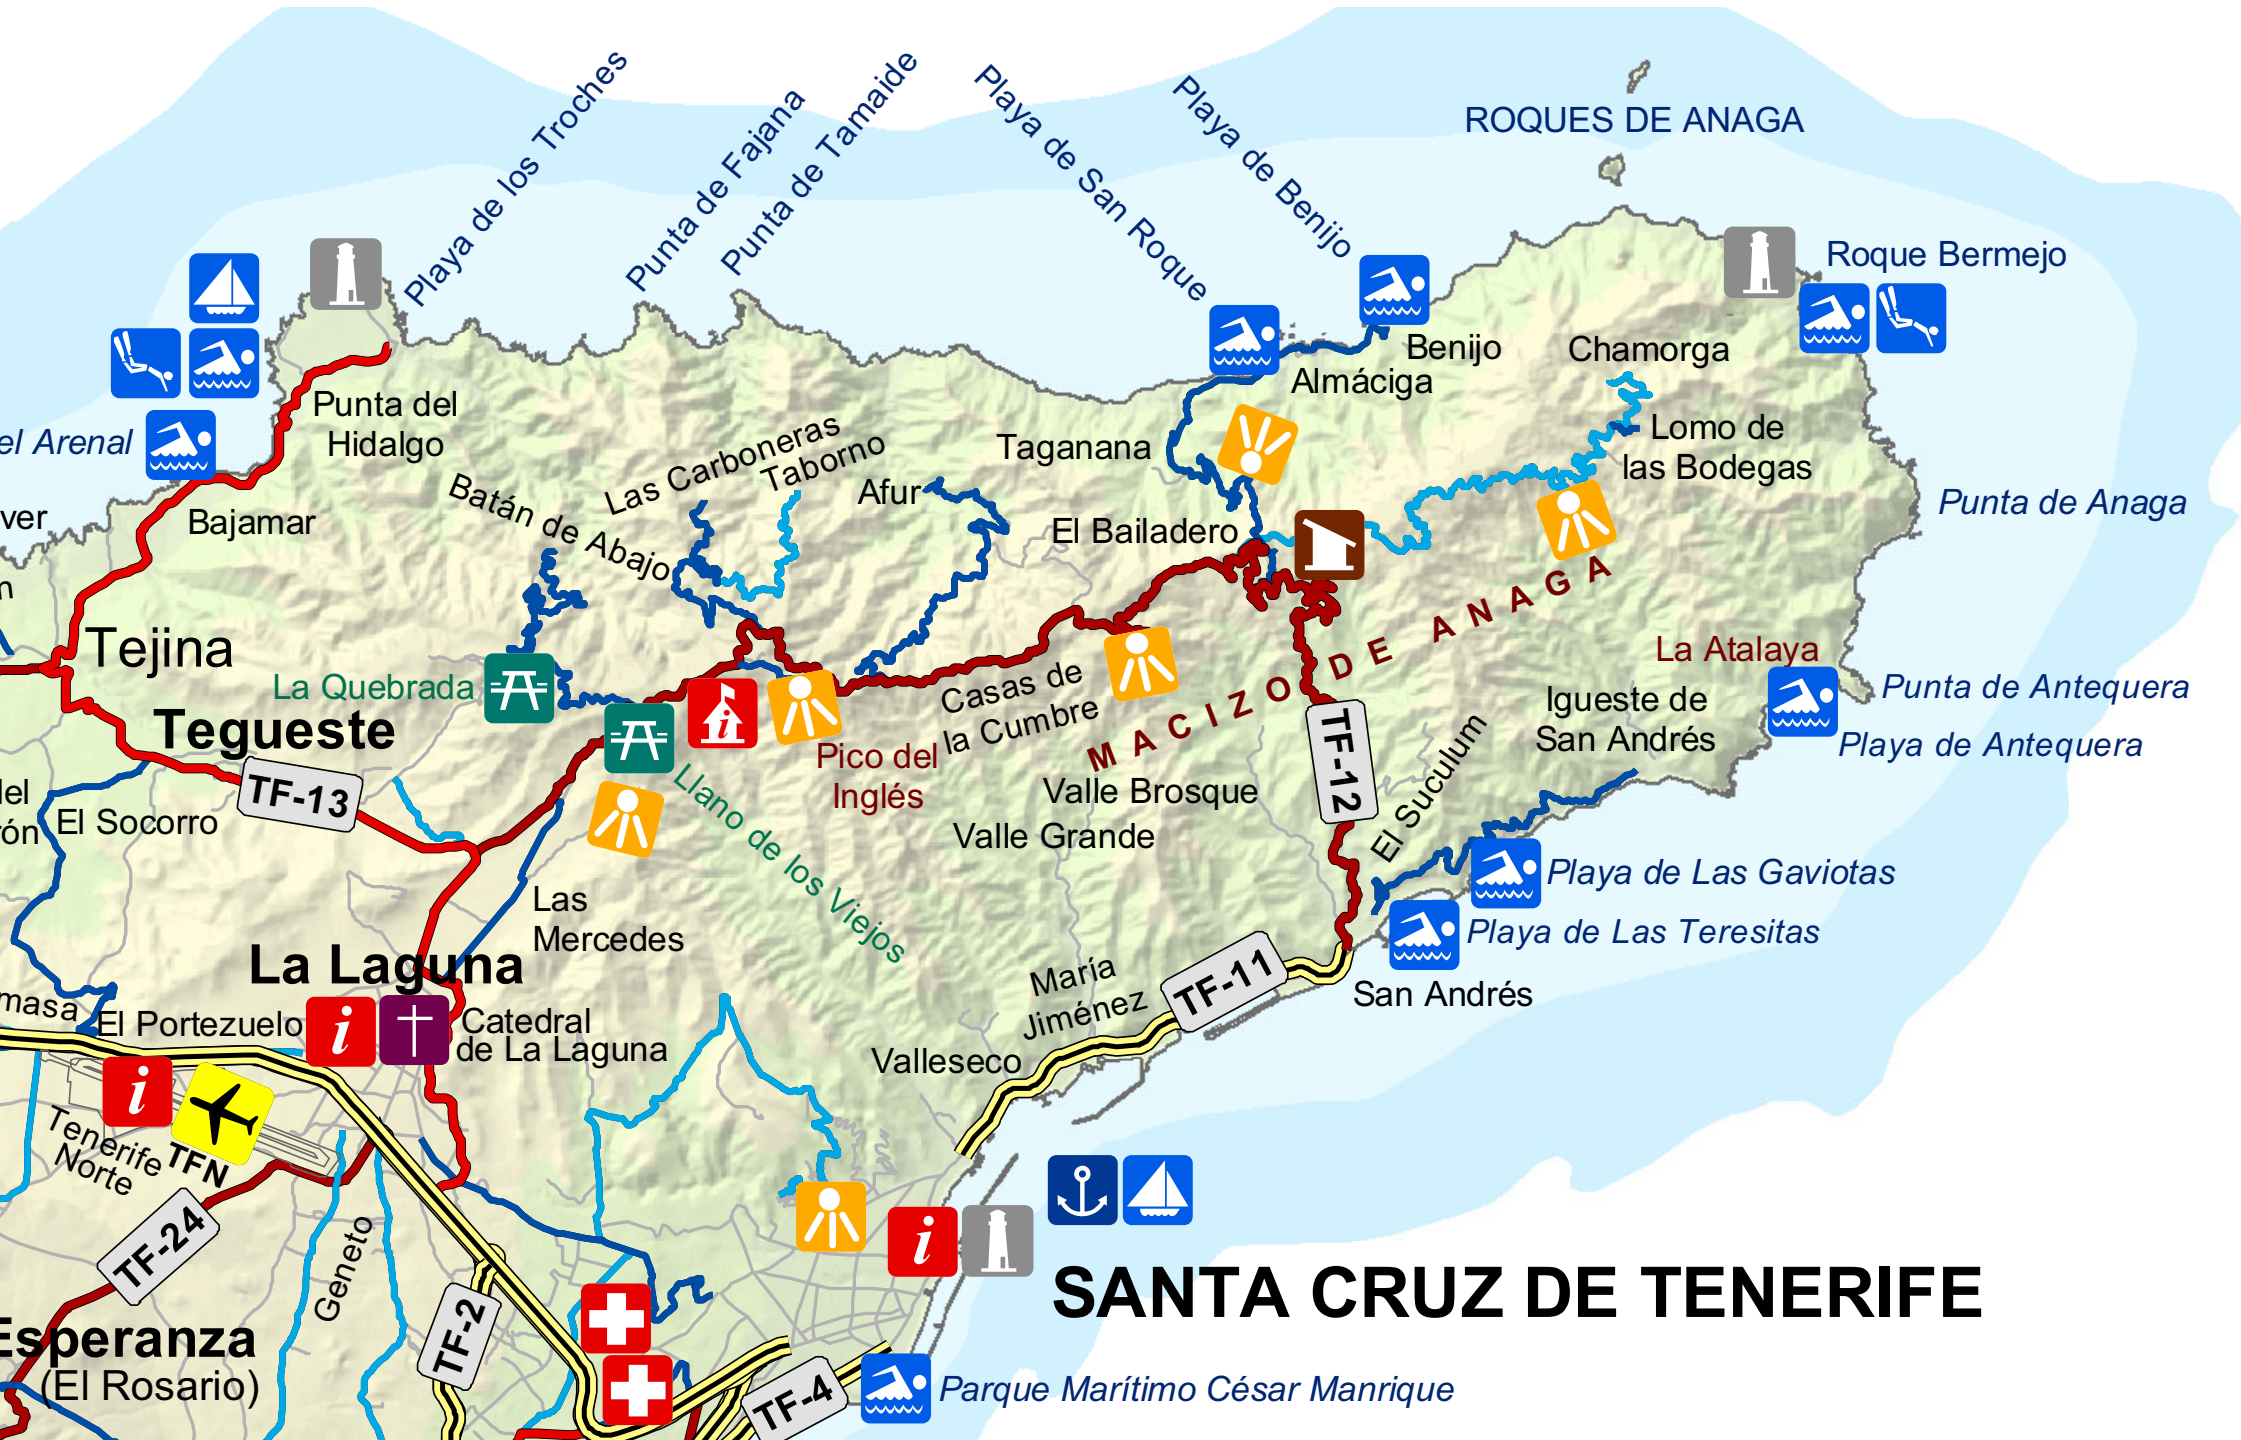 Playa de los Troches
Punta de Fajana
Punta de Tamaide
Playa de San Roque
Playa de Benijo
ROQUES DE ANAGA
Roque Bermejo
Punta del
Hidalgo
el Arenal
Bajamar
ver
Batán de Abajo
Las Carboneras
Taborno
Afur
Taganana
Almáciga
Benijo
Chamorga
Lomo de
las Bodegas
Punta de Anaga
El Bailadero
MACIZO DE ANAGA
Tejina
La Quebrada
Tegueste
TF-13
El Socorro
Pico del
Inglés
Llano de los Viejos
Casas de
la Cumbre
Valle Brosque
Valle Grande
TF-12
El Suculum
La Atalaya
Igueste de
San Andrés
Punta de Antequera
Playa de Antequera
Playa de Las Gaviotas
Playa de Las Teresitas
San Andrés
TF-11
María
Jiménez
Valleseco
Las
Mercedes
La Laguna
i
Catedral
de La Laguna
masa
El Portezuelo
i
Tenerife
Norte
TFN
TF-24
Geneto
TF-2
Esperanza
(El Rosario)
i
i
SANTA CRUZ DE TENERIFE
TF-4
Parque Marítimo César Manrique
lel
rón